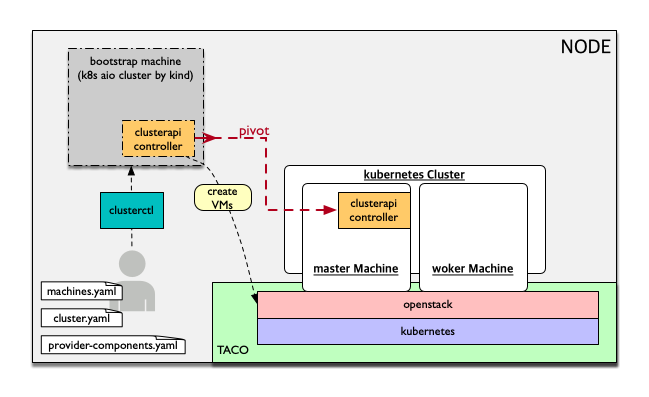 NODE
bootstrap machine
(k8s aio cluster by kind)
clusterapi
controller
pivot
kubernetes Cluster
create
VMs
clusterctl
clusterapi
controller
master Machine
woker Machine
machines.yaml
cluster.yaml
provider-components.yaml
openstack
kubernetes
TACO